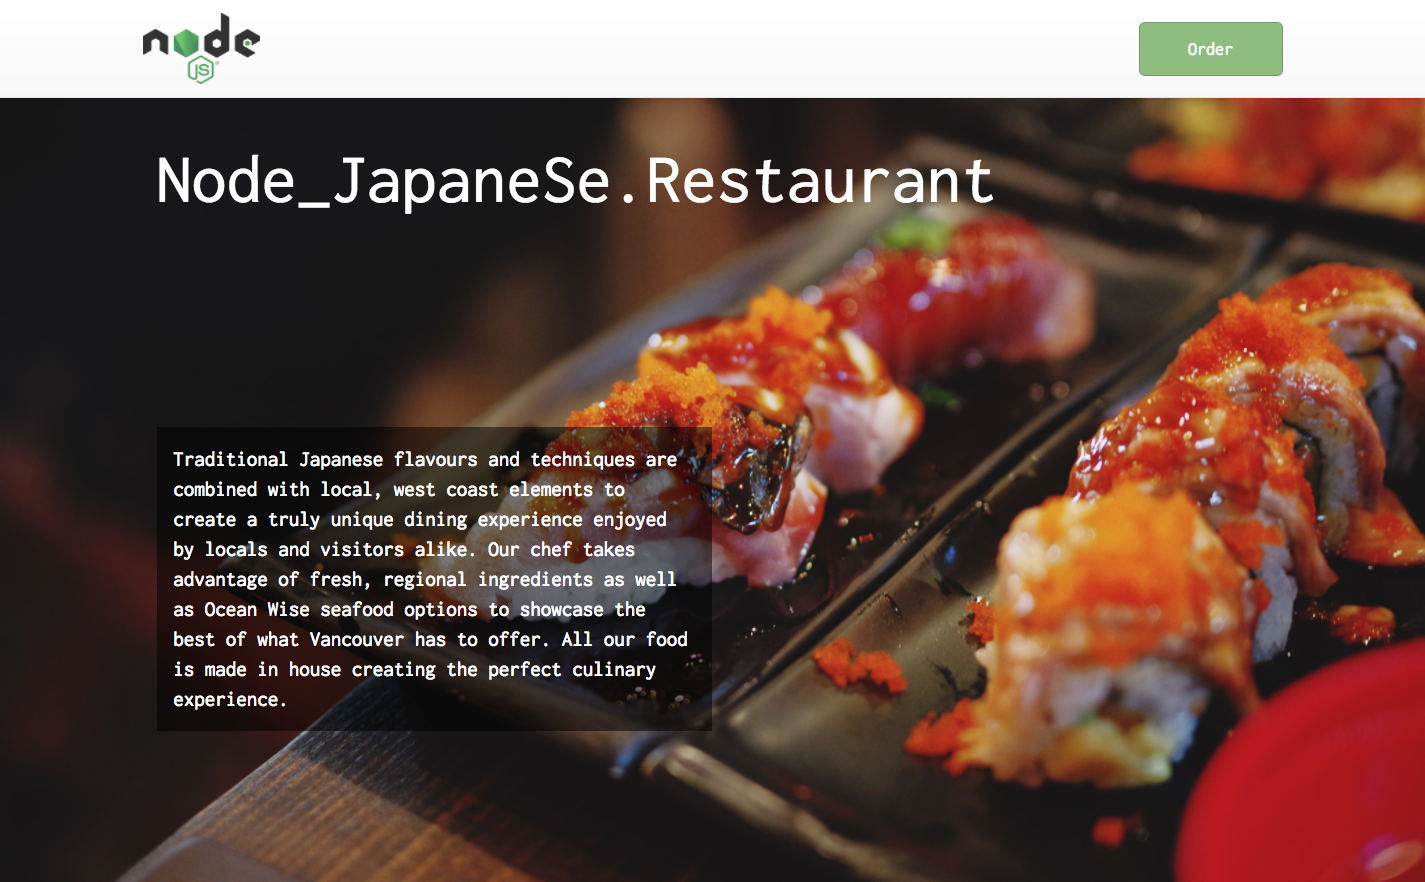 node
JS
Order
Node_JapaneSe.Restaurant
Traditional Japanese flavours and techniques are
combined with local, west coast elements to
create a truly unique dining experience enjoyed
by locals and visitors alike. Our chef takes
advantage of fresh, regional ingredients as well
as Ocean Wise seafood options to showcase the
best of what Vancouver has to offer. All our food
is made in house creating the perfect culinary
experience.